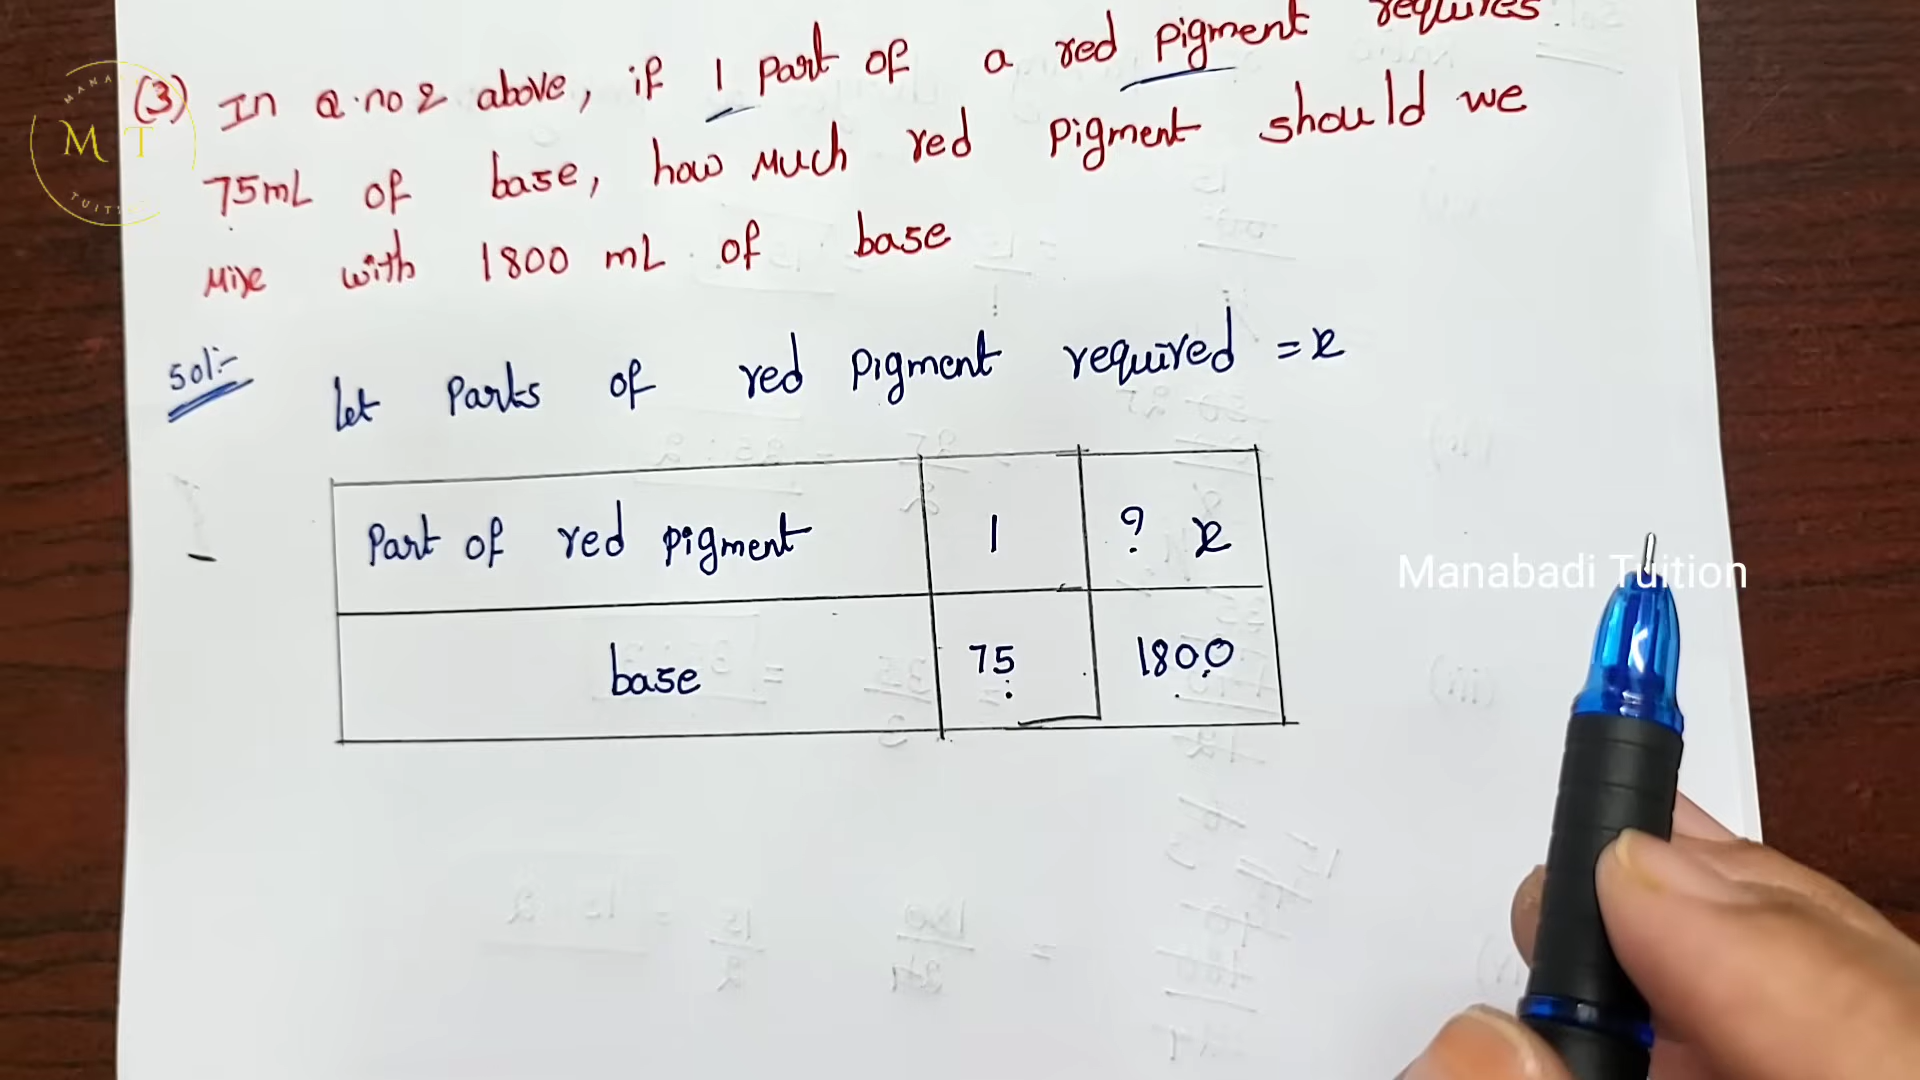 MANA
M T
TUITION
(3) In Q.no 2 above, if 1 part of a red pigment requires
75mL of base, how much red pigment should we
mix with 1800 mL of base
Sol:-
let parts of red pigment required = x
Part of red pigment 1 ? x
base 75 1800
Manabadi Tuition